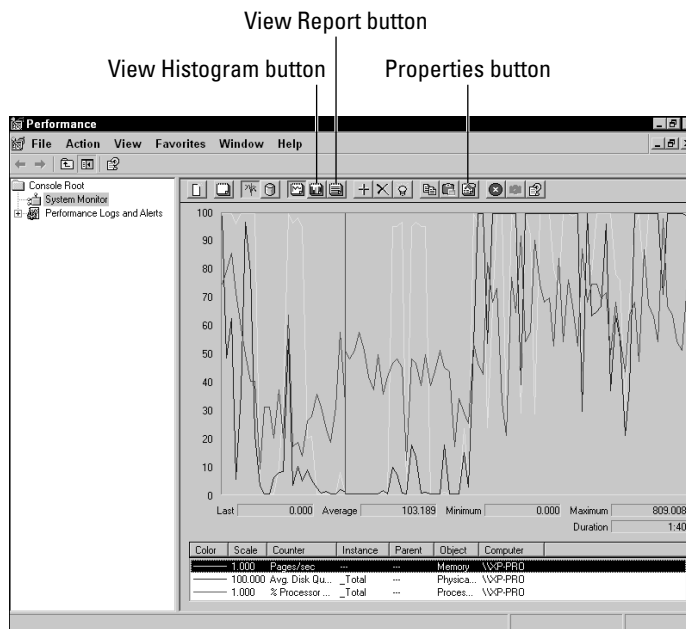 View Report button
View Histogram button
Properties button
Performance
File Action View Favorites Window Help
Console Root
System Monitor
Performance Logs and Alerts
100
90
80
70
60
50
40
30
20
10
0
Last 0.000 Average 103.189 Minimum 0.000 Maximum 809.008
Duration 1:40
Color Scale Counter Instance Parent Object Computer
1.000 Pages/sec --- --- Memory \\XP-PRO
100.000 Avg. Disk Qu... _Total --- Physica... \\XP-PRO
1.000 % Processor ... _Total --- Proces... \\XP-PRO